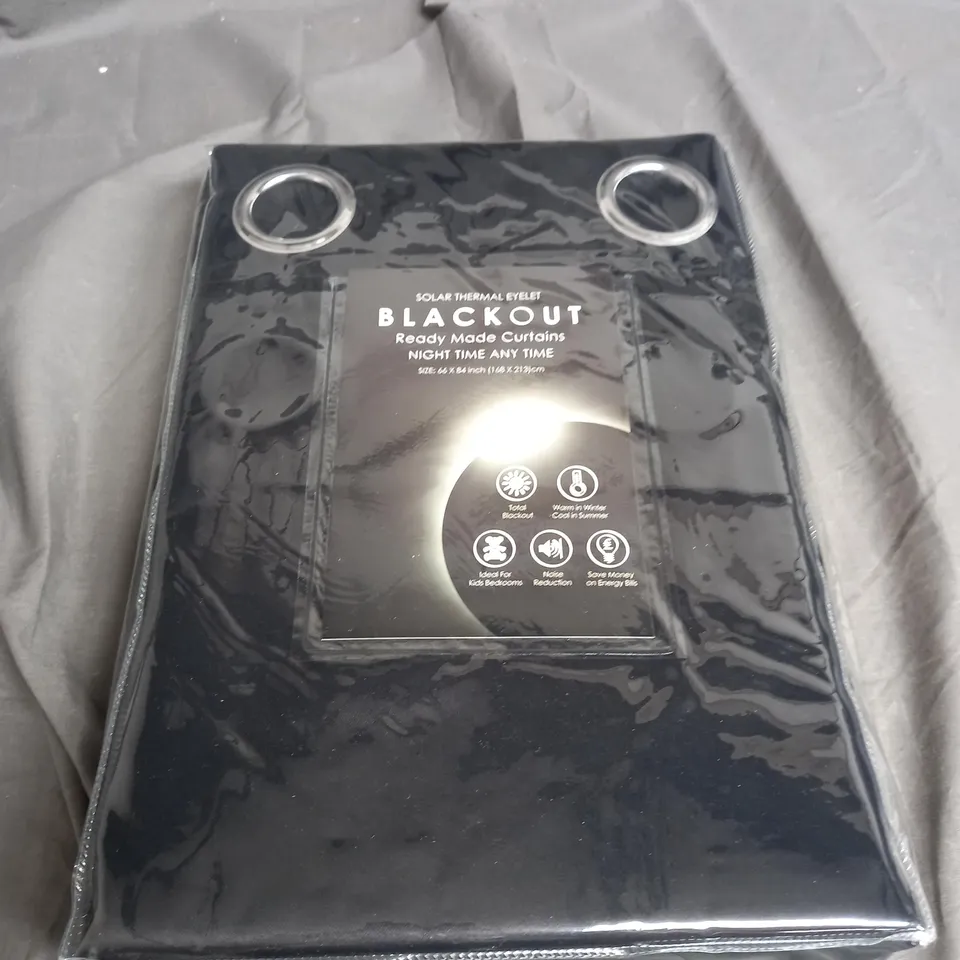 SOLAR THERMAL EYELET
BLACKOUT
Ready Made Curtains
NIGHT TIME ANY TIME
SIZE: 66 X 84 inch (168 X 213)cm
Total
Blackout
Warm in Winter
Cool in Summer
Ideal For
Kids Bedrooms
Noise
Reduction
Save Money
on Energy Bills